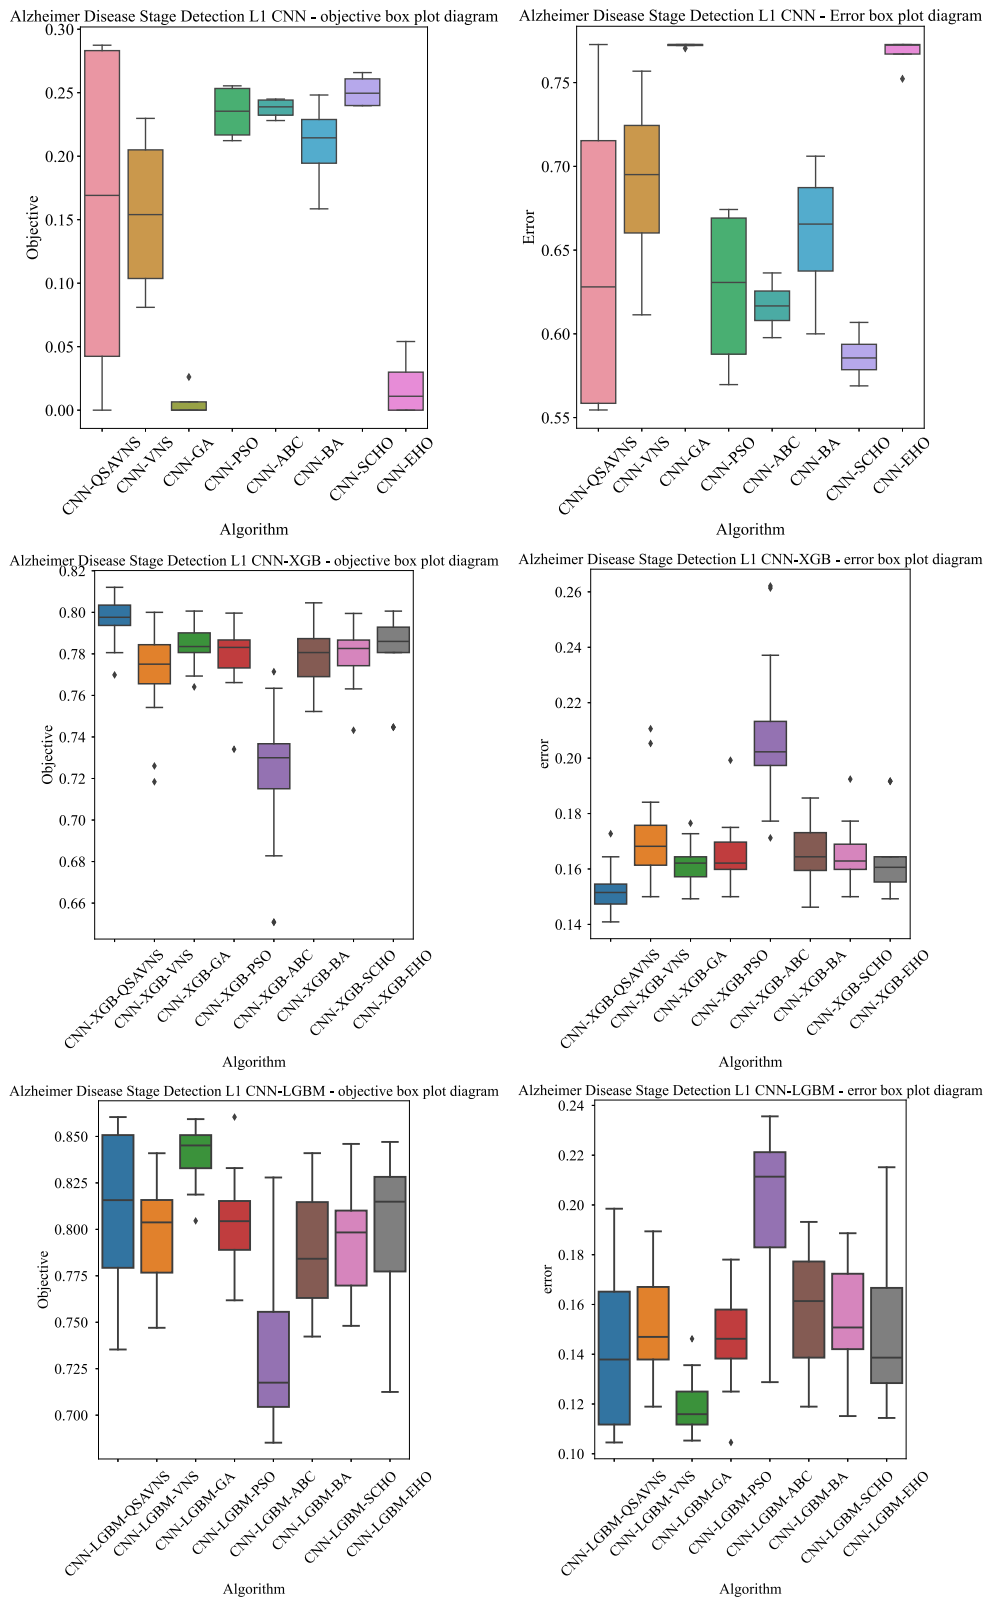 Alzheimer Disease Stage Detection L1 CNN - objective box plot diagram
0.30
0.25
0.20
0.15
0.10
0.05
0.00
Objective
CNN-QSAVNS
CNN-VNS
CNN-GA
CNN-PSO
CNN-ABC
CNN-BA
CNN-SCHO
CNN-EHO
Algorithm
Alzheimer Disease Stage Detection L1 CNN - Error box plot diagram
0.75
0.70
0.65
0.60
0.55
Error
CNN-QSAVNS
CNN-VNS
CNN-GA
CNN-PSO
CNN-ABC
CNN-BA
CNN-SCHO
CNN-EHO
Algorithm
Alzheimer Disease Stage Detection L1 CNN-XGB - objective box plot diagram
0.82
0.80
0.78
0.76
0.74
0.72
0.70
0.68
0.66
Objective
CNN-XGB-QSAVNS
CNN-XGB-VNS
CNN-XGB-GA
CNN-XGB-PSO
CNN-XGB-ABC
CNN-XGB-BA
CNN-XGB-SCHO
CNN-XGB-EHO
Algorithm
Alzheimer Disease Stage Detection L1 CNN-XGB - error box plot diagram
0.26
0.24
0.22
0.20
0.18
0.16
0.14
error
CNN-XGB-QSAVNS
CNN-XGB-VNS
CNN-XGB-GA
CNN-XGB-PSO
CNN-XGB-ABC
CNN-XGB-BA
CNN-XGB-SCHO
CNN-XGB-EHO
Algorithm
Alzheimer Disease Stage Detection L1 CNN-LGBM - objective box plot diagram
0.850
0.825
0.800
0.775
0.750
0.725
0.700
Objective
CNN-LGBM-QSAVNS
CNN-LGBM-VNS
CNN-LGBM-GA
CNN-LGBM-PSO
CNN-LGBM-ABC
CNN-LGBM-BA
CNN-LGBM-SCHO
CNN-LGBM-EHO
Algorithm
Alzheimer Disease Stage Detection L1 CNN-LGBM - error box plot diagram
0.24
0.22
0.20
0.18
0.16
0.14
0.12
0.10
error
CNN-LGBM-QSAVNS
CNN-LGBM-VNS
CNN-LGBM-GA
CNN-LGBM-PSO
CNN-LGBM-ABC
CNN-LGBM-BA
CNN-LGBM-SCHO
CNN-LGBM-EHO
Algorithm